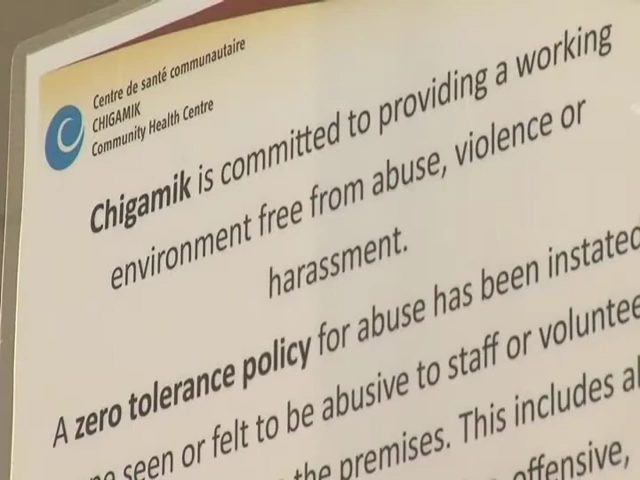 Centre de santé communautaire
CHIGAMIK
Community Health Centre
Chigamik is committed to providing a working
environment free from abuse, violence or
harassment.
A zero tolerance policy for abuse has been instated
seen or felt to be abusive to staff or voluntee
the premises. This includes al
offensive,